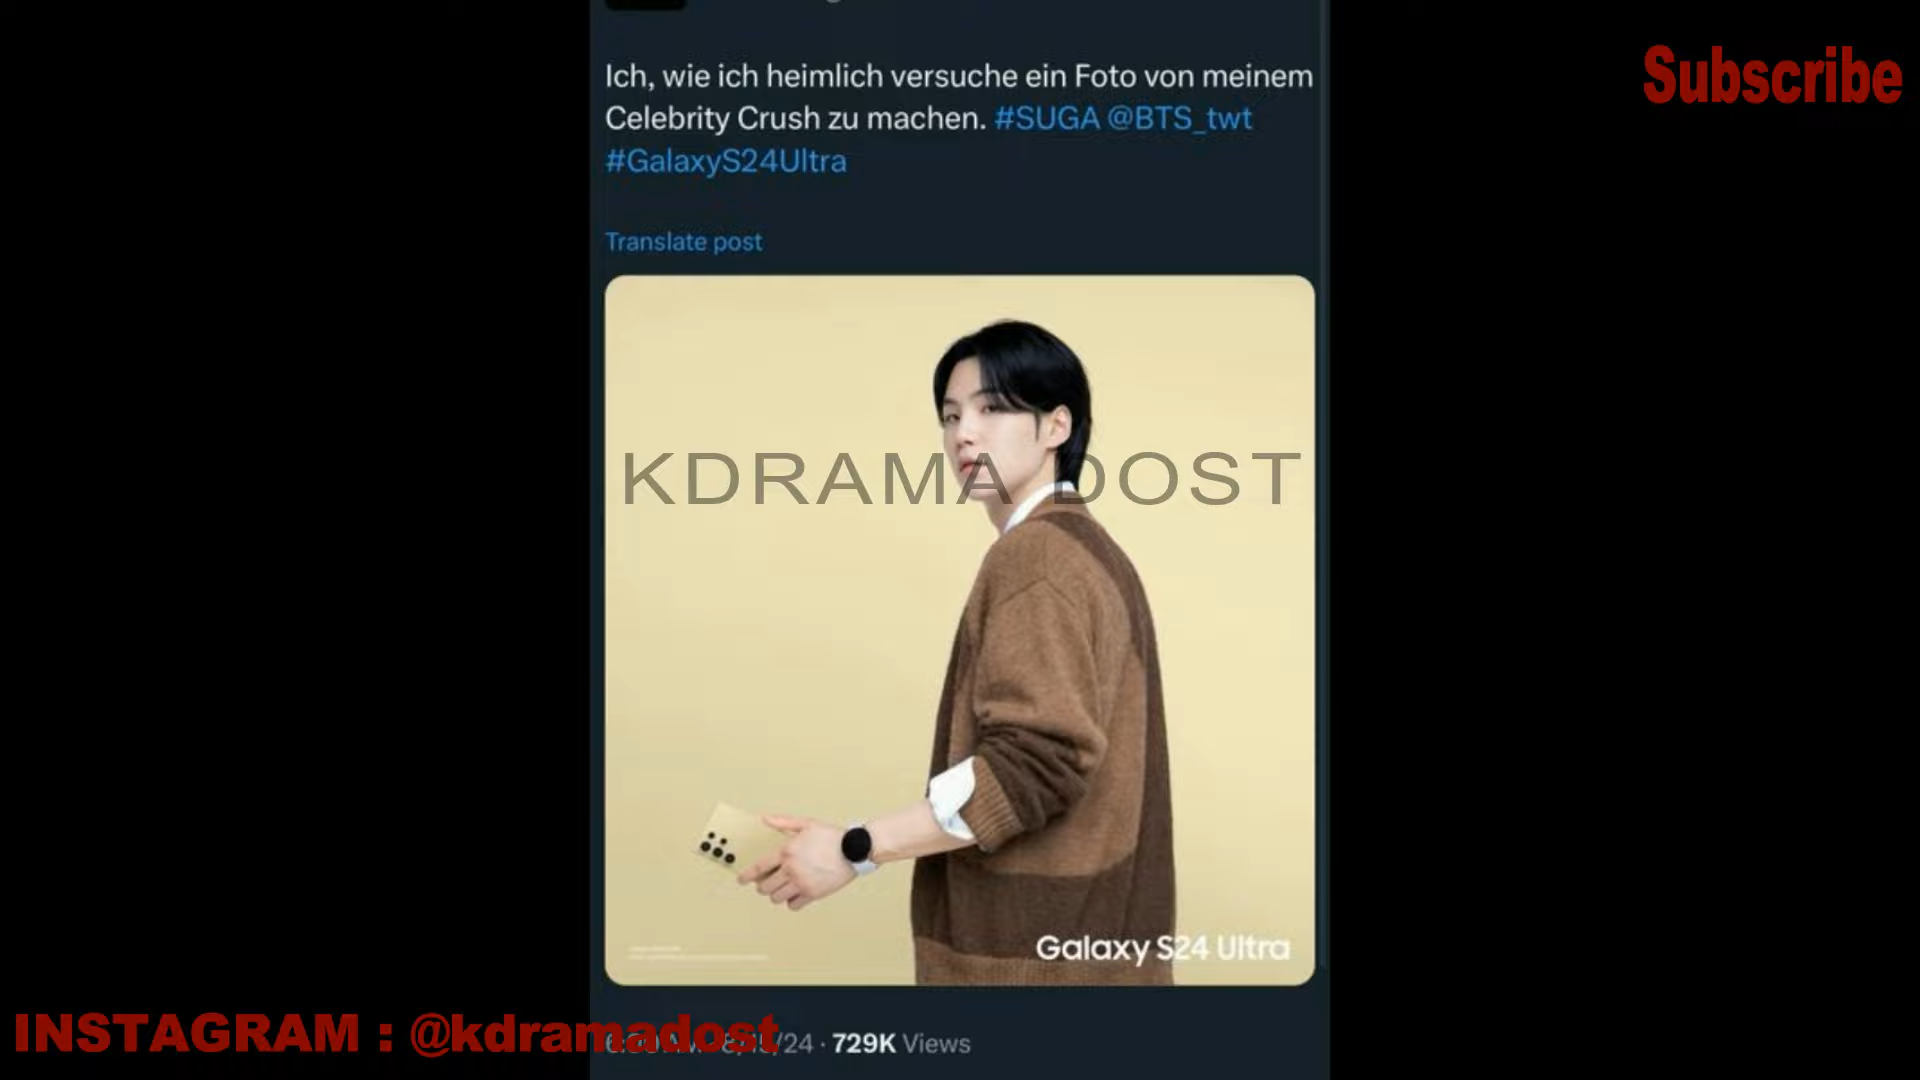 Subscribe
Ich, wie ich heimlich versuche ein Foto von meinem
Celebrity Crush zu machen. #SUGA @BTS_twt
#GalaxyS24Ultra
Translate post
KDRAMA DOST
Galaxy S24 Ultra
INSTAGRAM : @kdramadost
/24 · 729K Views